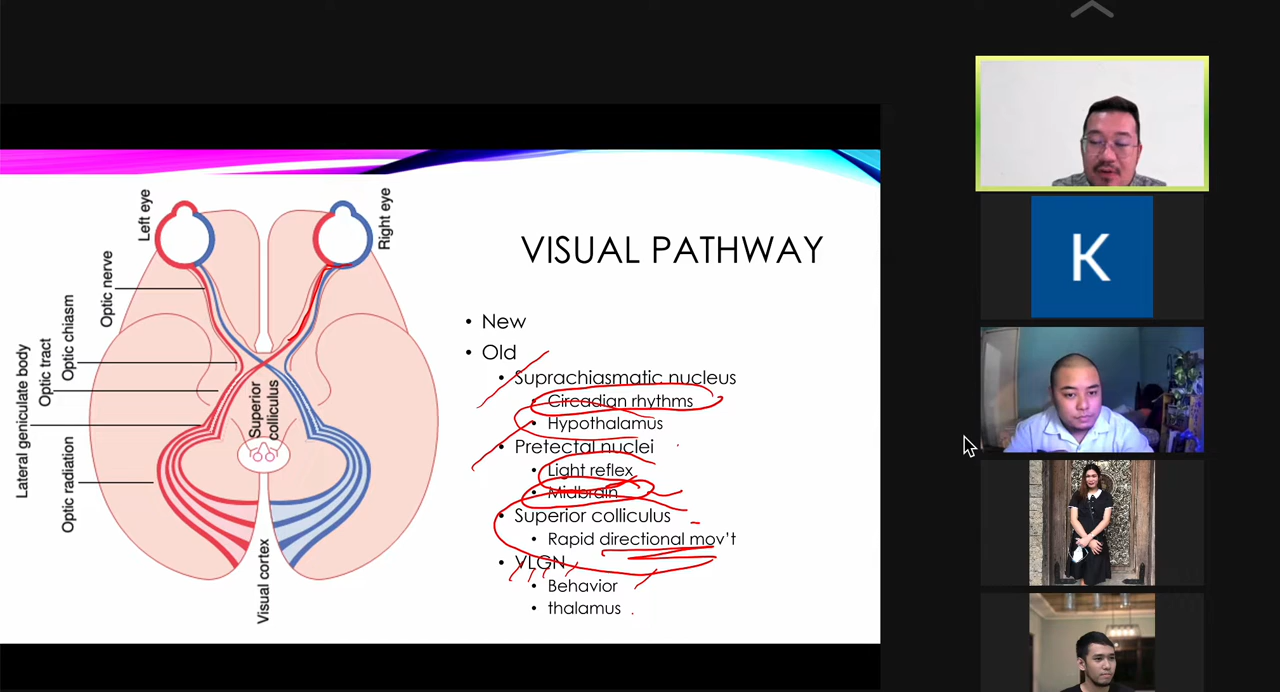 Left eye
Right eye
Optic nerve
Optic chiasm
Optic tract
Lateral geniculate body
Optic radiation
Superior
colliculus
Visual cortex
VISUAL PATHWAY
• New
• Old
• Suprachiasmatic nucleus
• Circadian rhythms
• Hypothalamus
• Pretectal nuclei
• Light reflex
• Midbrain
• Superior colliculus
• Rapid directional mov't
• VLGN
• Behavior
• thalamus
K